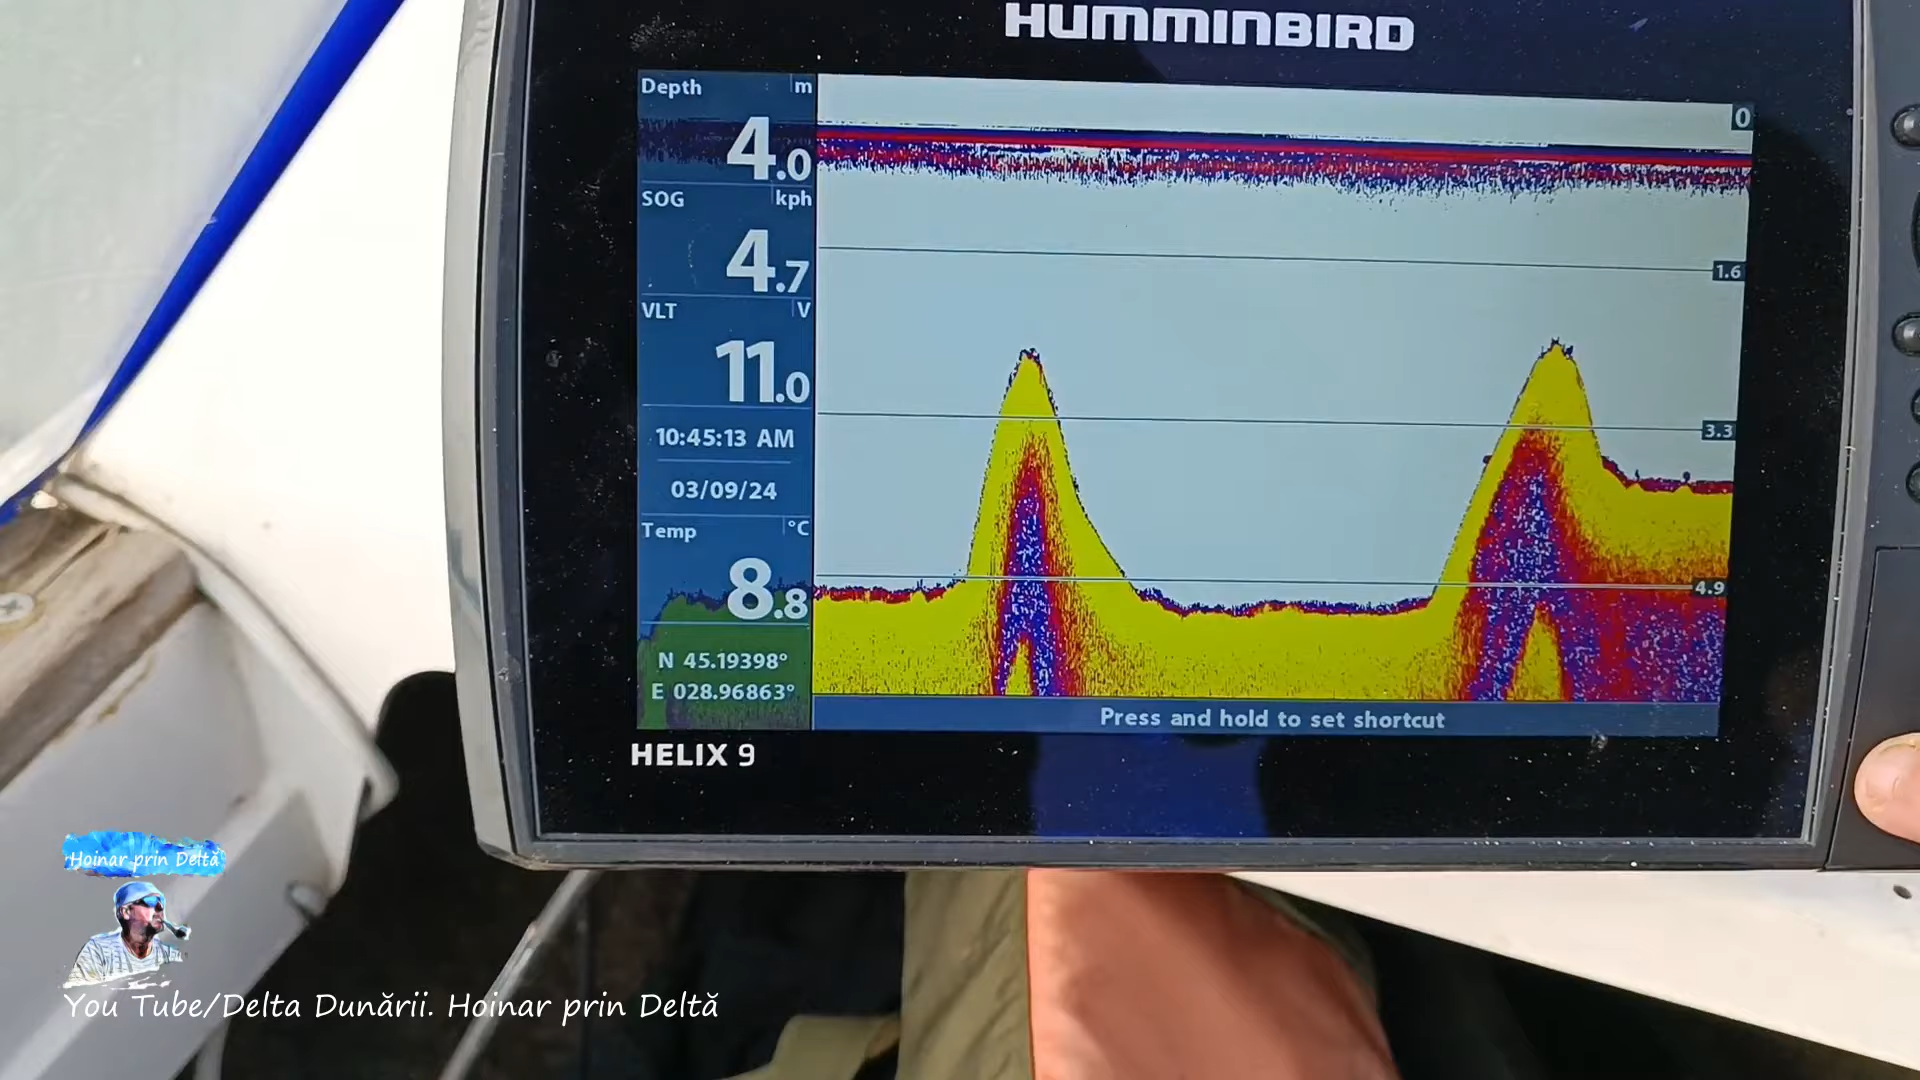 HUMMINBIRD
Depth m
4.0
SOG kph
4.7
VLT V
11.0
10:45:13 AM
03/09/24
Temp °C
8.8
N 45.19398°
E 028.96863°
0
1.6
3.3
4.9
Press and hold to set shortcut
HELIX 9
Hoinar prin Deltă
You Tube/Delta Dunării. Hoinar prin Deltă